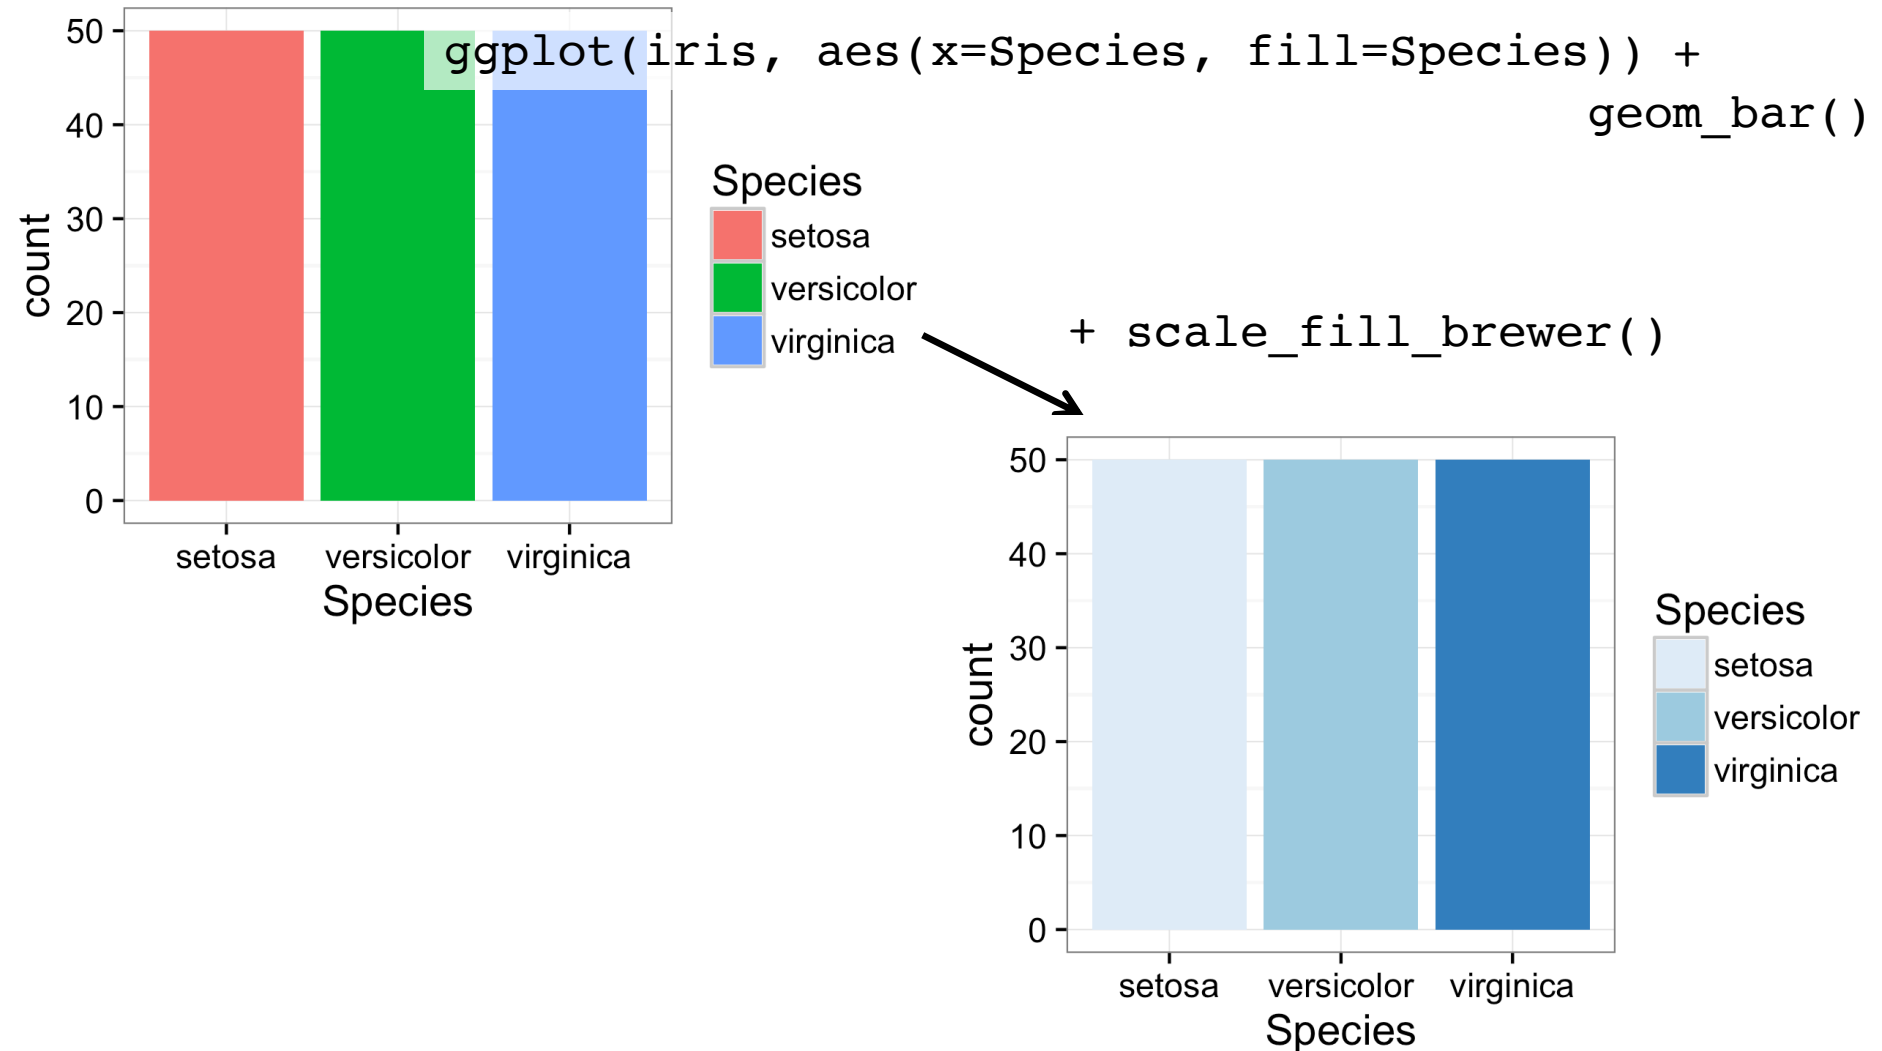 ggplot(iris, aes(x=Species, fill=Species)) +
geom_bar()
50
40
30
20
10
0
count
setosa versicolor virginica
Species
Species
setosa
versicolor
virginica
+ scale_fill_brewer()
50
40
30
20
10
0
count
setosa versicolor virginica
Species
Species
setosa
versicolor
virginica